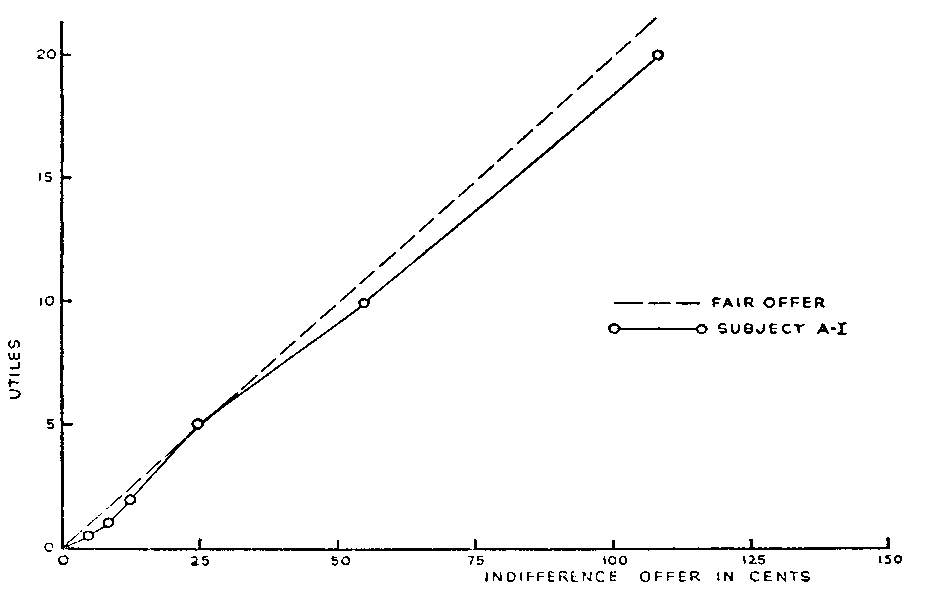 20
15
10
5
0
UTILES
FAIR OFFER
SUBJECT A-I
0 25 50 75 100 125 150
INDIFFERENCE OFFER IN CENTS